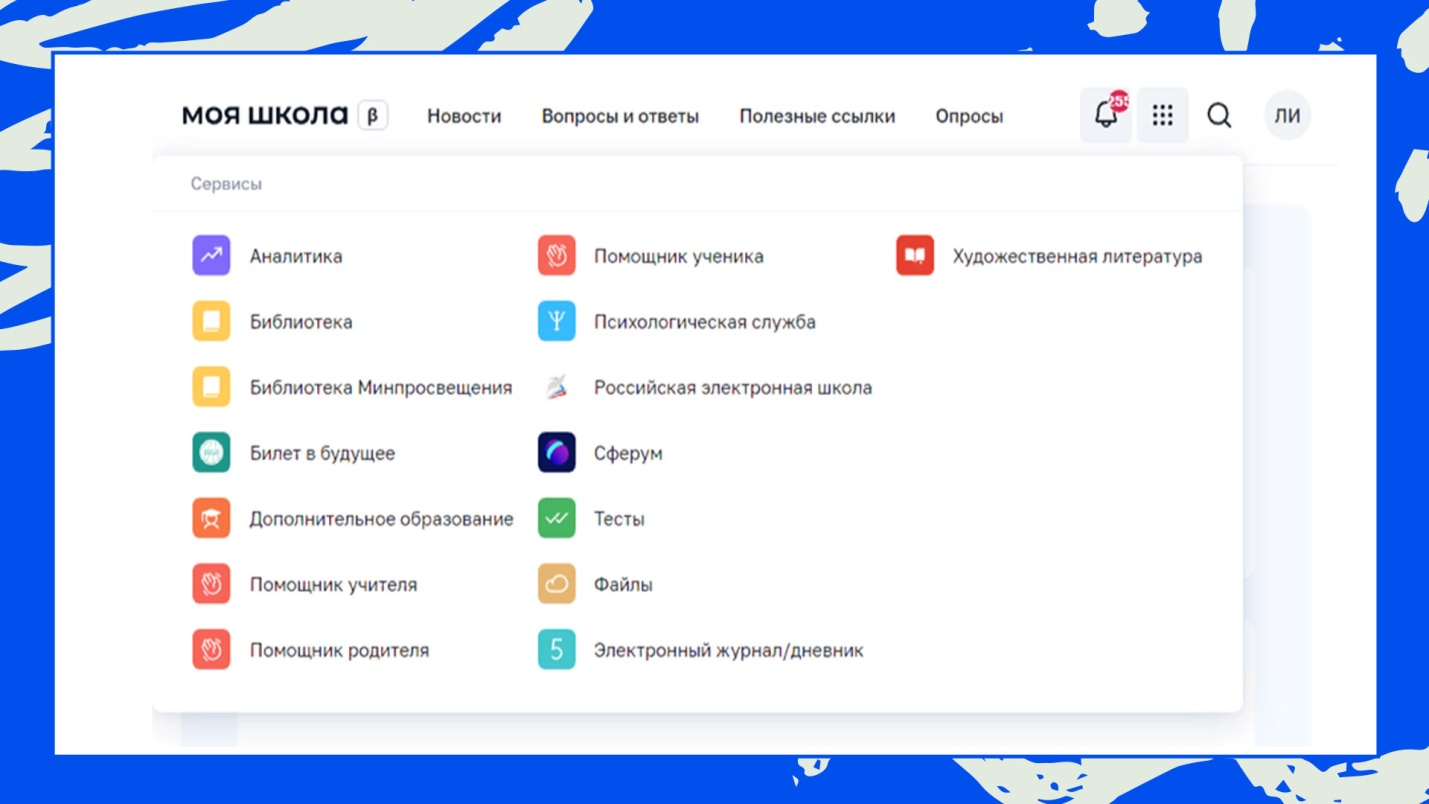 МОЯ ШКОЛА β Новости Вопросы и ответы Полезные ссылки Опросы 255 ЛИ
Сервисы
Аналитика
Библиотека
Библиотека Минпросвещения
Билет в будущее
Дополнительное образование
Помощник учителя
Помощник родителя
Помощник ученика
Психологическая служба
Российская электронная школа
Сферум
Тесты
Файлы
5 Электронный журнал/дневник
Художественная литература